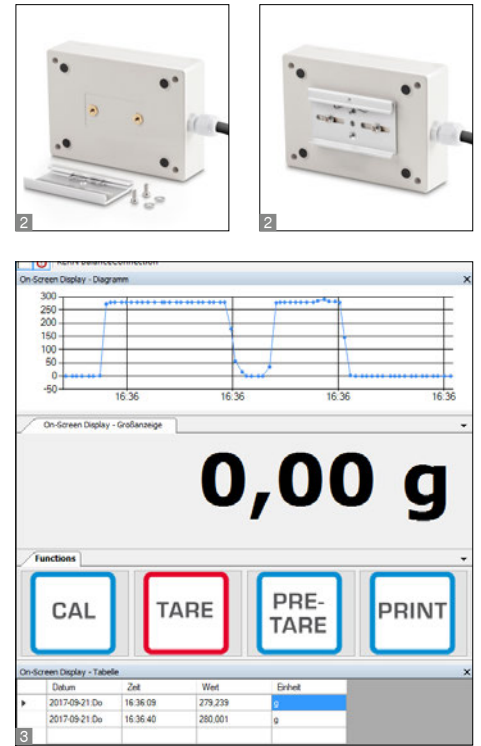 2
2
KERN BalanceConnection
On-Screen Display - Diagramm
X
300
250
200
150
100
50
0
-50
16:36
16:36
16:36
16:36
On-Screen Display - Großanzeige
0,00 g
Functions
CAL
TARE
PRE-
TARE
PRINT
On-Screen Display - Tabelle
X
Datum Zeit Wert Einheit
2017-09-21:Do 16:36:09 279,239 g
2017-09-21:Do 16:36:40 280,001 g
3